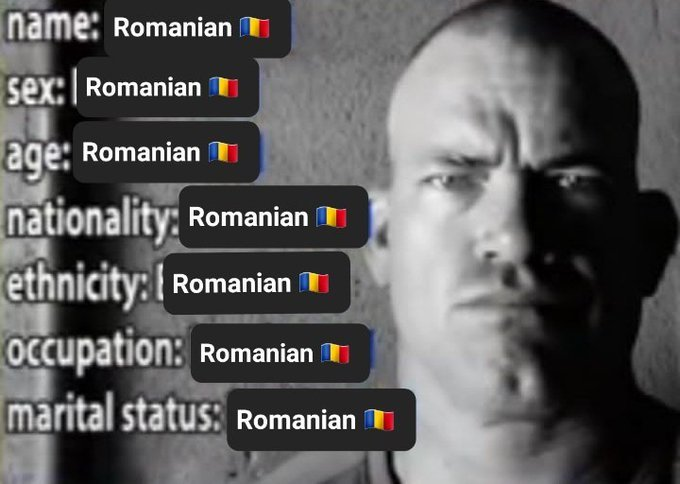 name: Romanian 🇷🇴
sex: Romanian 🇷🇴
age: Romanian 🇷🇴
nationality: Romanian 🇷🇴
ethnicity: Romanian 🇷🇴
occupation: Romanian 🇷🇴
marital status: Romanian 🇷🇴